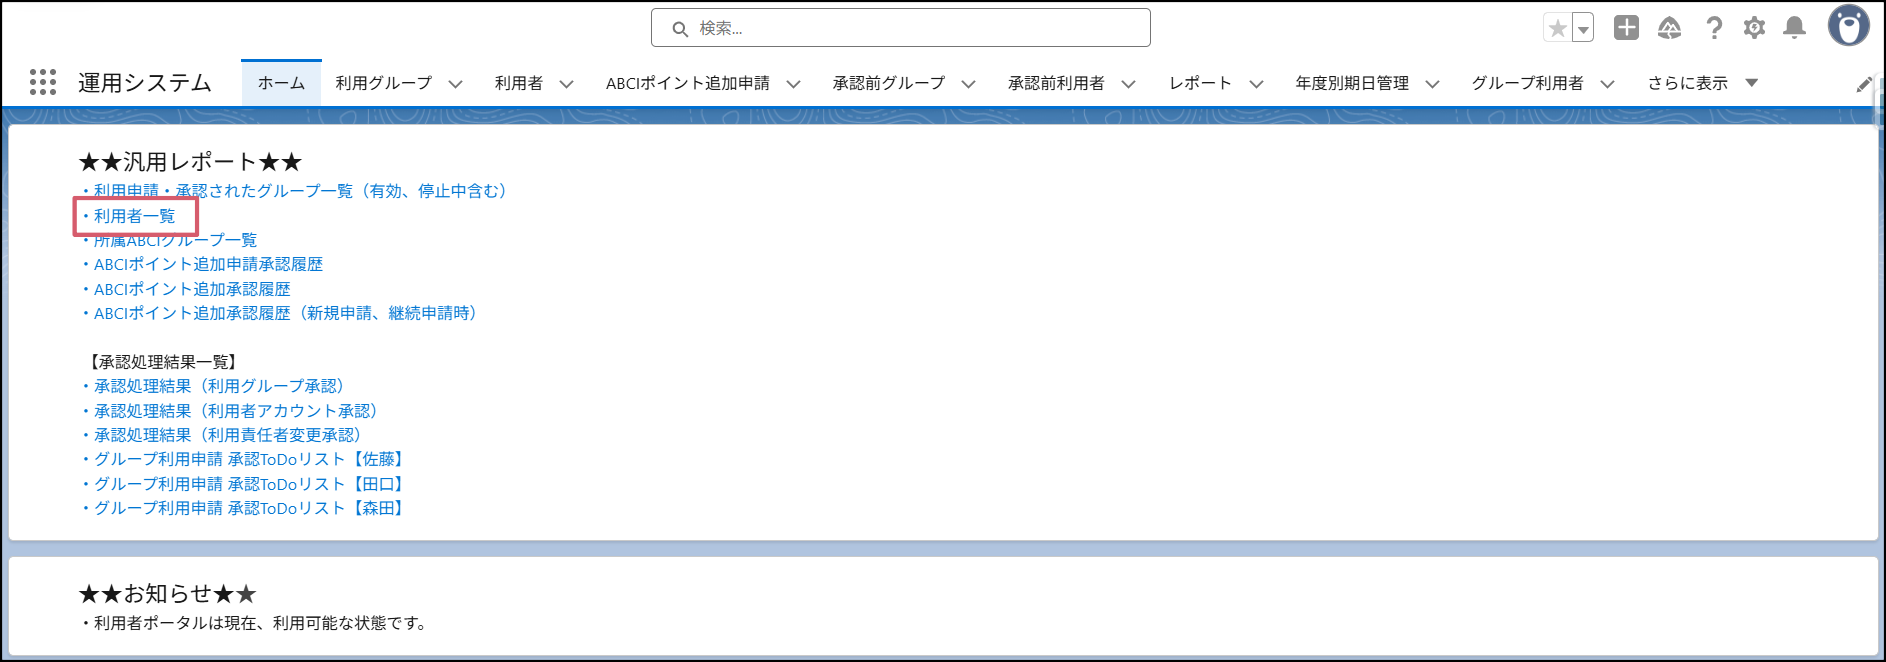 検索...
運用システム ホーム 利用グループ 利用者 ABCIポイント追加申請 承認前グループ 承認前利用者 レポート 年度別期日管理 グループ利用者 さらに表示
★★汎用レポート★★
・利用申請・承認されたグループ一覧（有効、停止中含む）
・利用者一覧
・所属ABCIグループ一覧
・ABCIポイント追加申請承認履歴
・ABCIポイント追加承認履歴
・ABCIポイント追加承認履歴（新規申請、継続申請時）
【承認処理結果一覧】
・承認処理結果（利用グループ承認）
・承認処理結果（利用者アカウント承認）
・承認処理結果（利用責任者変更承認）
・グループ利用申請 承認ToDoリスト【佐藤】
・グループ利用申請 承認ToDoリスト【田口】
・グループ利用申請 承認ToDoリスト【森田】
★★お知らせ★★
・利用者ポータルは現在、利用可能な状態です。